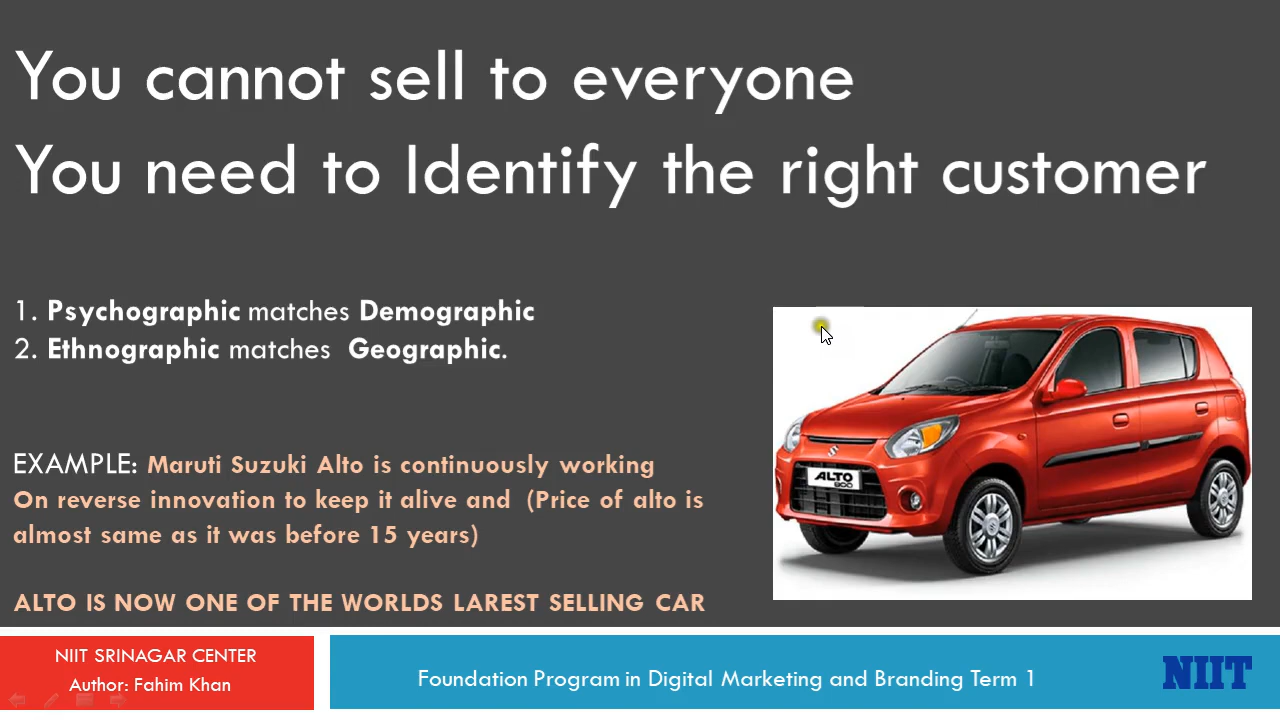 You cannot sell to everyone
You need to Identify the right customer
1. Psychographic matches Demographic
2. Ethnographic matches Geographic.
EXAMPLE: Maruti Suzuki Alto is continuously working
On reverse innovation to keep it alive and (Price of alto is
almost same as it was before 15 years)
ALTO IS NOW ONE OF THE WORLDS LAREST SELLING CAR
ALTO
800
NIIT SRINAGAR CENTER
Author: Fahim Khan
Foundation Program in Digital Marketing and Branding Term 1
NIIT